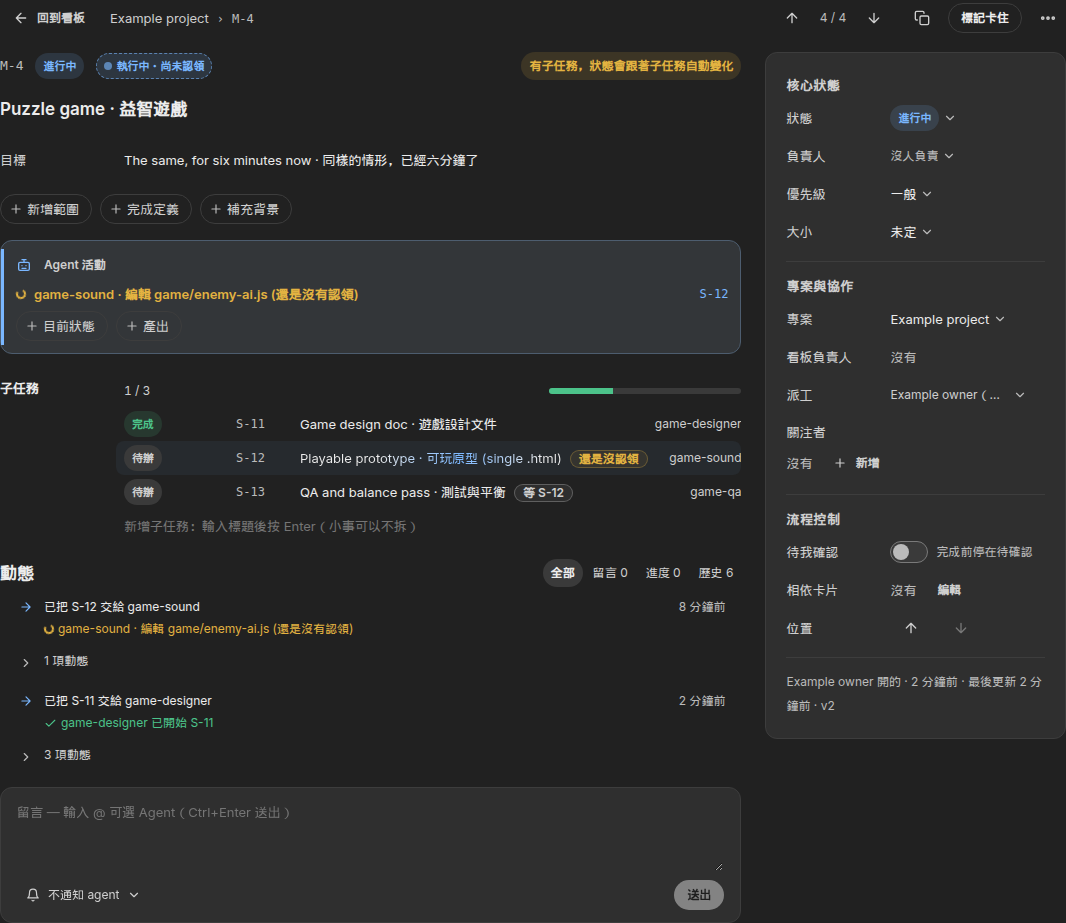 回到看板 Example project › M-4 4 / 4 標記卡住
M-4 進行中 執行中・尚未認領 有子任務，狀態會跟著子任務自動變化
Puzzle game · 益智遊戲
目標 The same, for six minutes now · 同樣的情形，已經六分鐘了
新增範圍 完成定義 補充背景
Agent 活動
game-sound · 編輯 game/enemy-ai.js (還是沒有認領) S-12
目前狀態 產出
子任務 1 / 3
完成 S-11 Game design doc · 遊戲設計文件 game-designer
待辦 S-12 Playable prototype · 可玩原型 (single .html) 還是沒認領 game-sound
待辦 S-13 QA and balance pass · 測試與平衡 等 S-12 game-qa
新增子任務：輸入標題後按 Enter（小事可以不拆）
動態 全部 留言 0 進度 0 歷史 6
已把 S-12 交給 game-sound 8 分鐘前
game-sound · 編輯 game/enemy-ai.js (還是沒有認領)
1 項動態
已把 S-11 交給 game-designer 2 分鐘前
game-designer 已開始 S-11
3 項動態
留言 — 輸入 @ 可選 Agent（Ctrl+Enter 送出）
不通知 agent 送出
核心狀態
狀態 進行中
負責人 沒人負責
優先級 一般
大小 未定
專案與協作
專案 Example project
看板負責人 沒有
派工 Example owner ( ...
關注者
沒有 新增
流程控制
待我確認 完成前停在待確認
相依卡片 沒有 編輯
位置
Example owner 開的 · 2 分鐘前 · 最後更新 2 分
鐘前 · v2